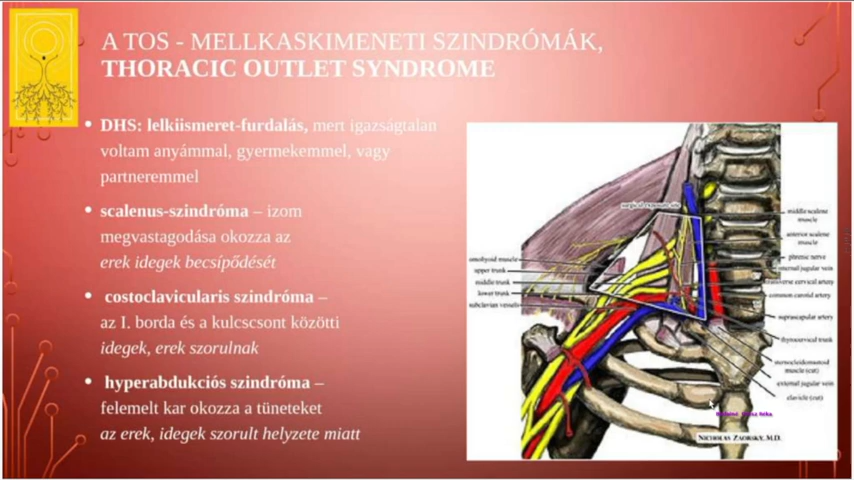 A TOS - MELLKASKIMENETI SZINDRÓMÁK,
THORACIC OUTLET SYNDROME
• DHS: lelkiismeret-furdalás, mert igazságtalan
voltam anyámmal, gyermekemmel, vagy
partneremmel
• scalenus-szindróma – izom
megvastagodása okozza az
erek idegek becsípődését
• costoclavicularis szindróma –
az I. borda és a kulcscsont közötti
idegek, erek szorulnak
• hyperabdukciós szindróma –
felemelt kar okozza a tüneteket
az erek, idegek szorult helyzete miatt
middle scalene
muscle
anterior scalene
muscle
phrenic nerve
internal jugular vein
transverse cervical artery
common carotid artery
suprascapular artery
thyrocervical trunk
sternocleidomastoid
muscle (cut)
external jugular vein
clavicle (cut)
omohyoid muscle
upper trunk
middle trunk
lower trunk
subclavian vessels
NICHOLAS ZAORSKY, M.D.